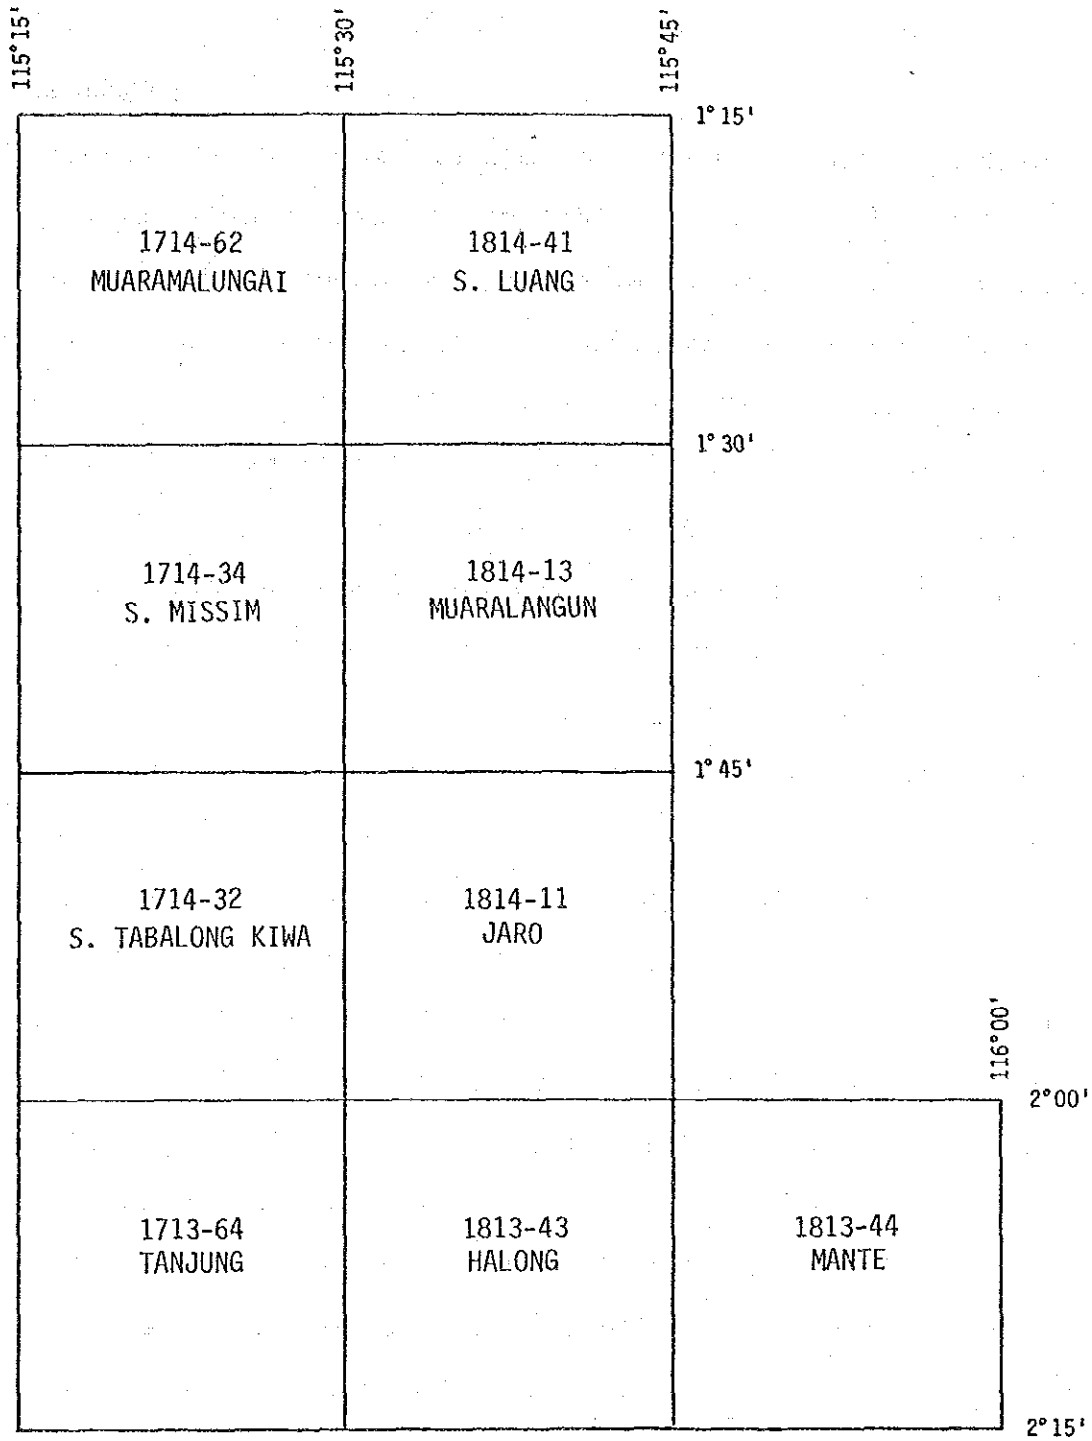 115°15'
115°30'
115°45'
1°15'
1714-62
MUARAMALUNGAI
1814-41
S. LUANG
1°30'
1714-34
S. MISSIM
1814-13
MUARALANGUN
1°45'
1714-32
S. TABALONG KIWA
1814-11
JARO
116°00'
2°00'
1713-64
TANJUNG
1813-43
HALONG
1813-44
MANTE
2°15'